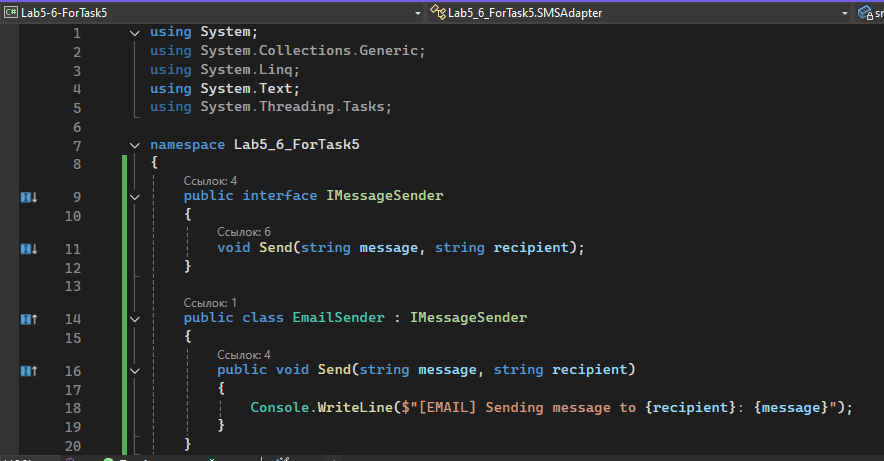 C# Lab5-6-ForTask5 Lab5_6_ForTask5.SMSAdapter
1 using System;
2 using System.Collections.Generic;
3 using System.Linq;
4 using System.Text;
5 using System.Threading.Tasks;
6
7 namespace Lab5_6_ForTask5
8 {
Ссылок: 4
9 public interface IMessageSender
10 {
Ссылок: 6
11 void Send(string message, string recipient);
12 }
13
Ссылок: 1
14 public class EmailSender : IMessageSender
15 {
Ссылок: 4
16 public void Send(string message, string recipient)
17 {
18 Console.WriteLine($"[EMAIL] Sending message to {recipient}: {message}");
19 }
20 }